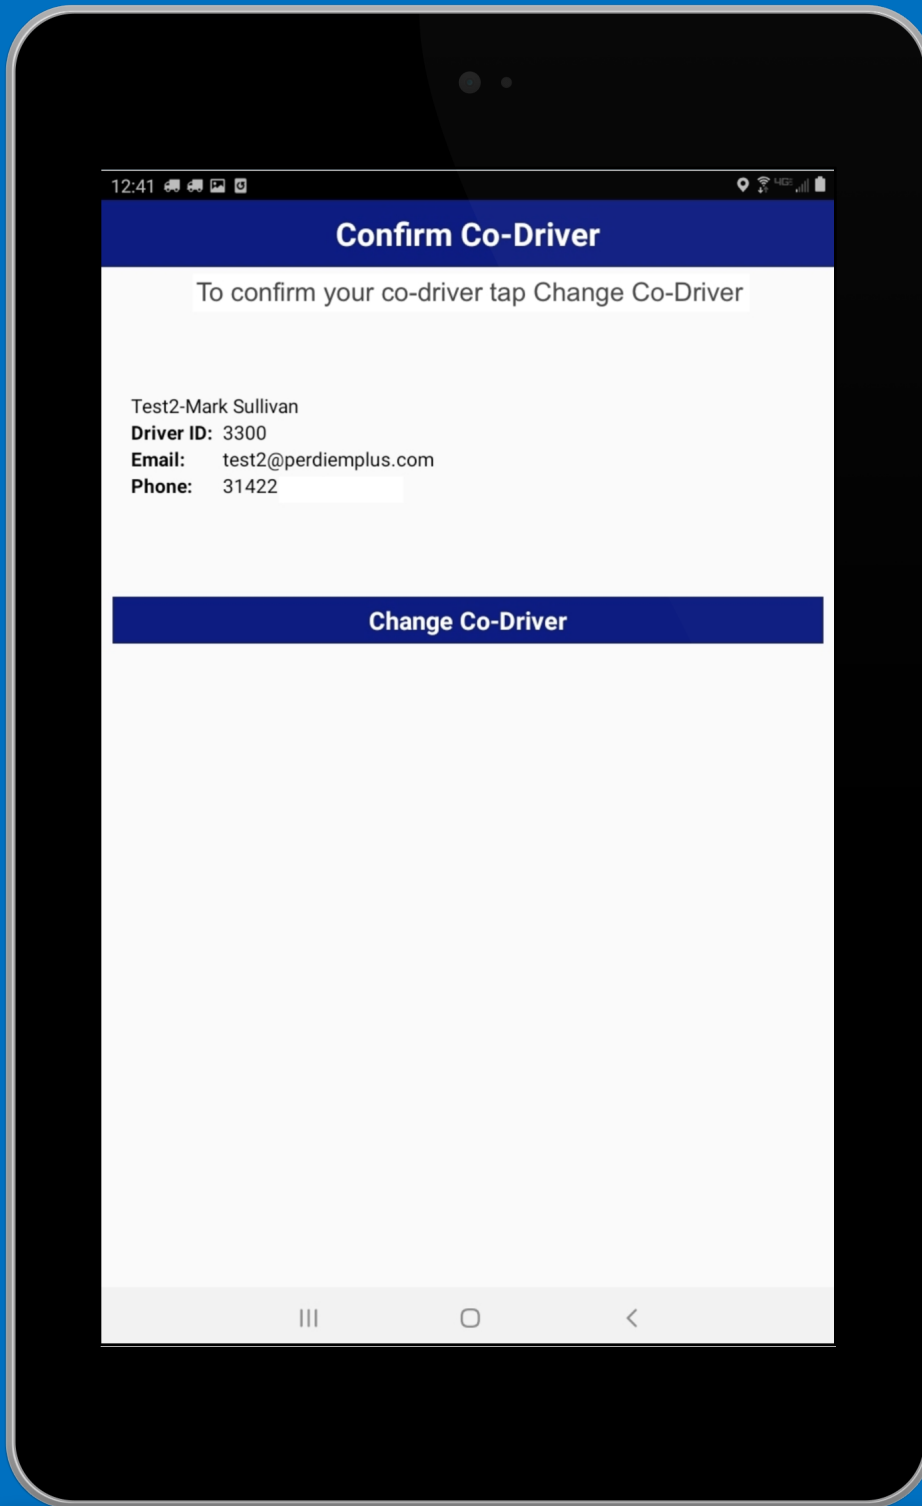 12:41
Confirm Co-Driver
To confirm your co-driver tap Change Co-Driver
Test2-Mark Sullivan
Driver ID: 3300
Email: test2@perdiemplus.com
Phone: 31422
Change Co-Driver